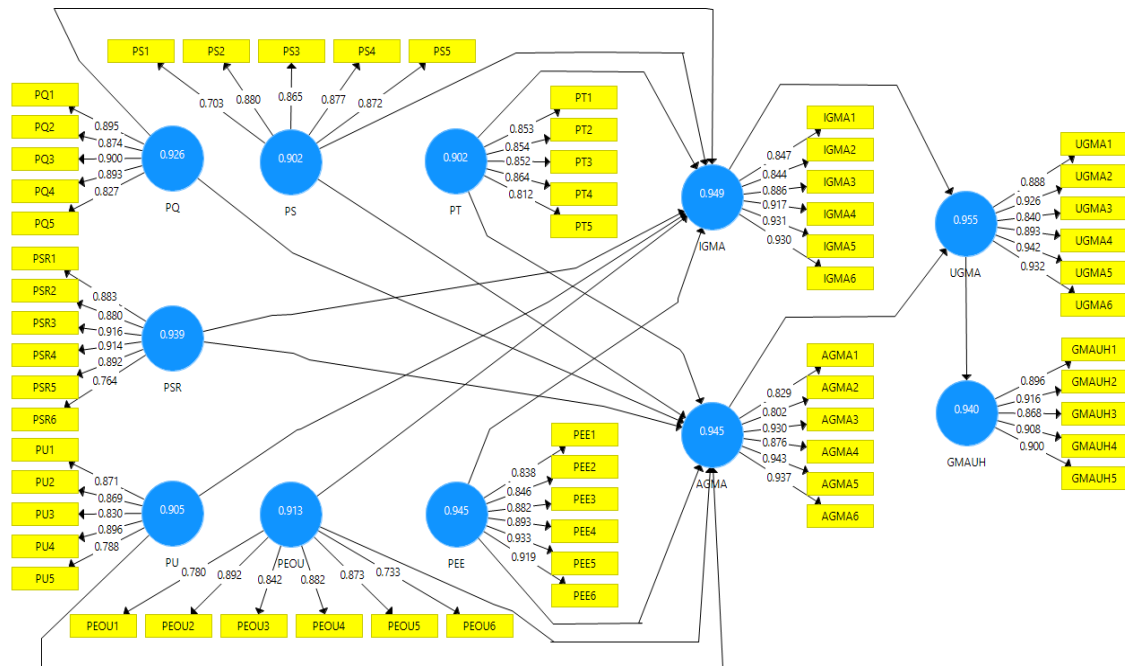 PS1
PS2
PS3
PS4
PS5
0.703
0.880
0.865
0.877
0.872
0.902
PS
PQ1
PQ2
PQ3
PQ4
PQ5
0.895
0.874
0.900
0.893
0.827
0.926
PQ
PT1
PT2
PT3
PT4
PT5
0.853
0.854
0.852
0.864
0.812
0.902
PT
IGMA1
IGMA2
IGMA3
IGMA4
IGMA5
IGMA6
0.847
0.844
0.886
0.917
0.931
0.930
0.949
IGMA
UGMA1
UGMA2
UGMA3
UGMA4
UGMA5
UGMA6
0.888
0.926
0.840
0.893
0.942
0.932
0.955
UGMA
PSR1
PSR2
PSR3
PSR4
PSR5
PSR6
0.883
0.880
0.916
0.914
0.892
0.764
0.939
PSR
AGMA1
AGMA2
AGMA3
AGMA4
AGMA5
AGMA6
0.829
0.802
0.930
0.876
0.943
0.937
0.945
AGMA
GMAUH1
GMAUH2
GMAUH3
GMAUH4
GMAUH5
0.896
0.916
0.868
0.908
0.900
0.940
GMAUH
PU1
PU2
PU3
PU4
PU5
0.871
0.869
0.830
0.896
0.788
0.905
PU
0.913
PEOU
0.780
0.892
0.842
0.882
0.873
0.733
PEOU1
PEOU2
PEOU3
PEOU4
PEOU5
PEOU6
PEE1
PEE2
PEE3
PEE4
PEE5
PEE6
0.838
0.846
0.882
0.893
0.933
0.919
0.945
PEE